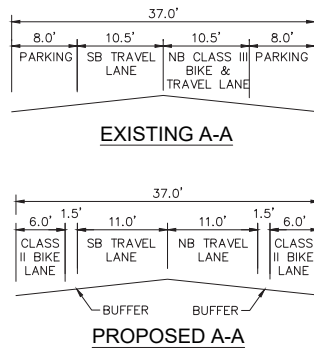 37.0'
8.0' 10.5' 10.5' 8.0'
PARKING SB TRAVEL NB CLASS III PARKING
LANE BIKE &
TRAVEL LANE
EXISTING A-A
37.0'
6.0' 1.5' 11.0' 11.0' 1.5' 6.0'
CLASS SB TRAVEL NB TRAVEL CLASS
II BIKE LANE LANE II BIKE
LANE LANE
BUFFER BUFFER
PROPOSED A-A